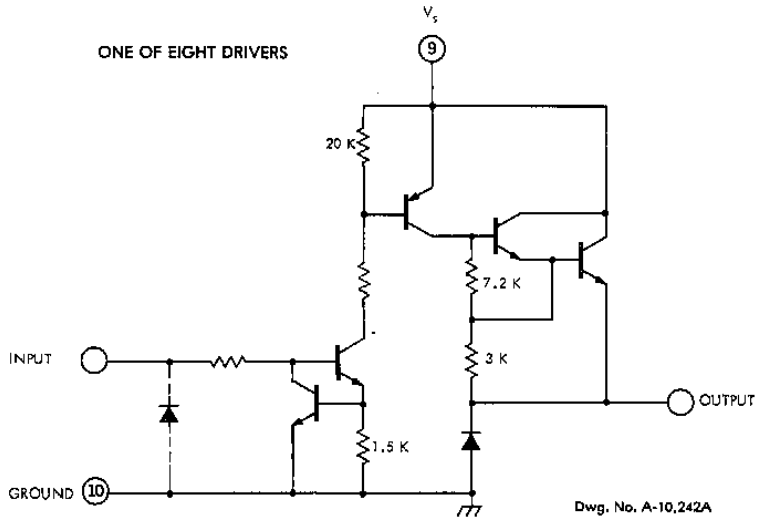 Vs
9
ONE OF EIGHT DRIVERS
20 K
7.2 K
INPUT
3 K
OUTPUT
1.5 K
GROUND 10
Dwg. No. A-10,242A